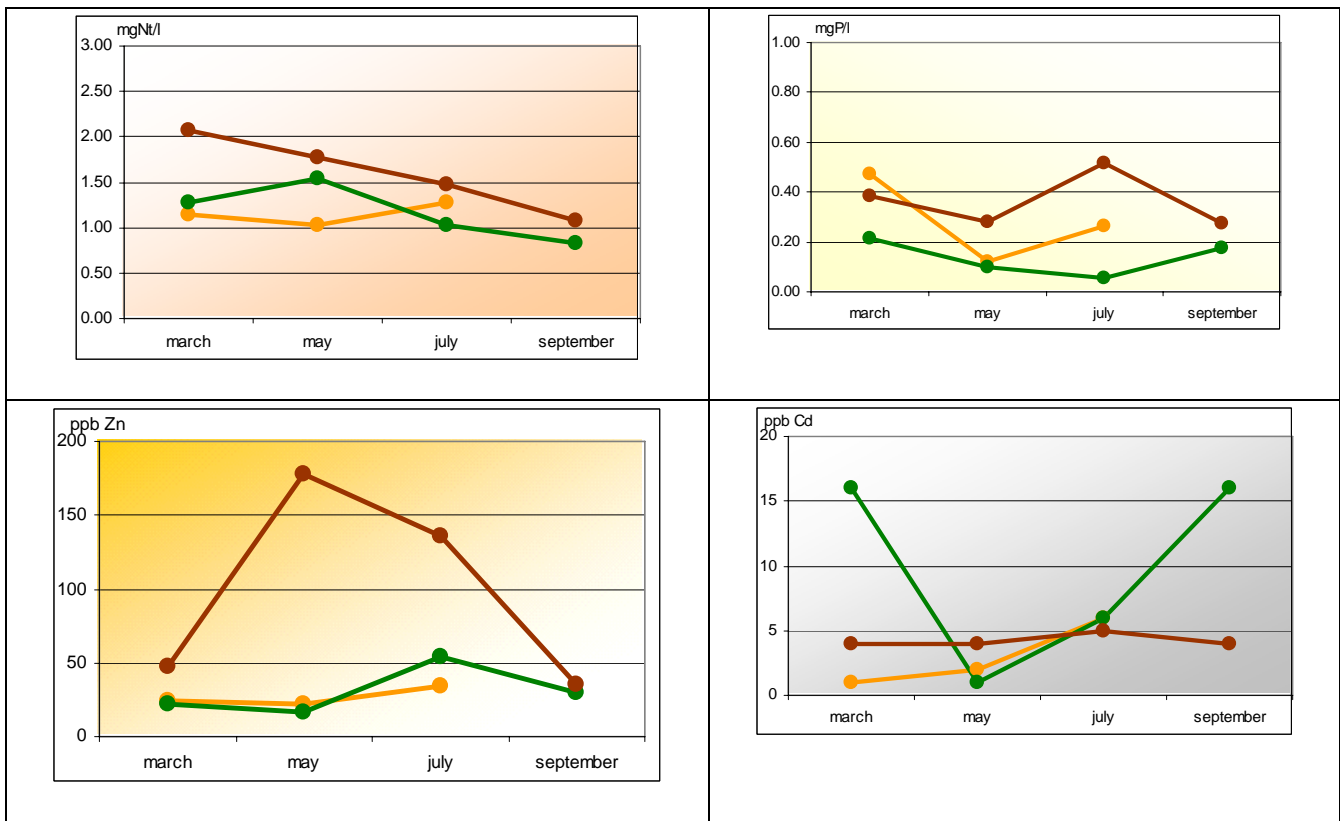 mgNt/l
3.00
2.50
2.00
1.50
1.00
0.50
0.00
march may july september
mgP/l
1.00
0.80
0.60
0.40
0.20
0.00
march may july september
ppb Zn
200
150
100
50
0
march may july september
ppb Cd
20
15
10
5
0
march may july september